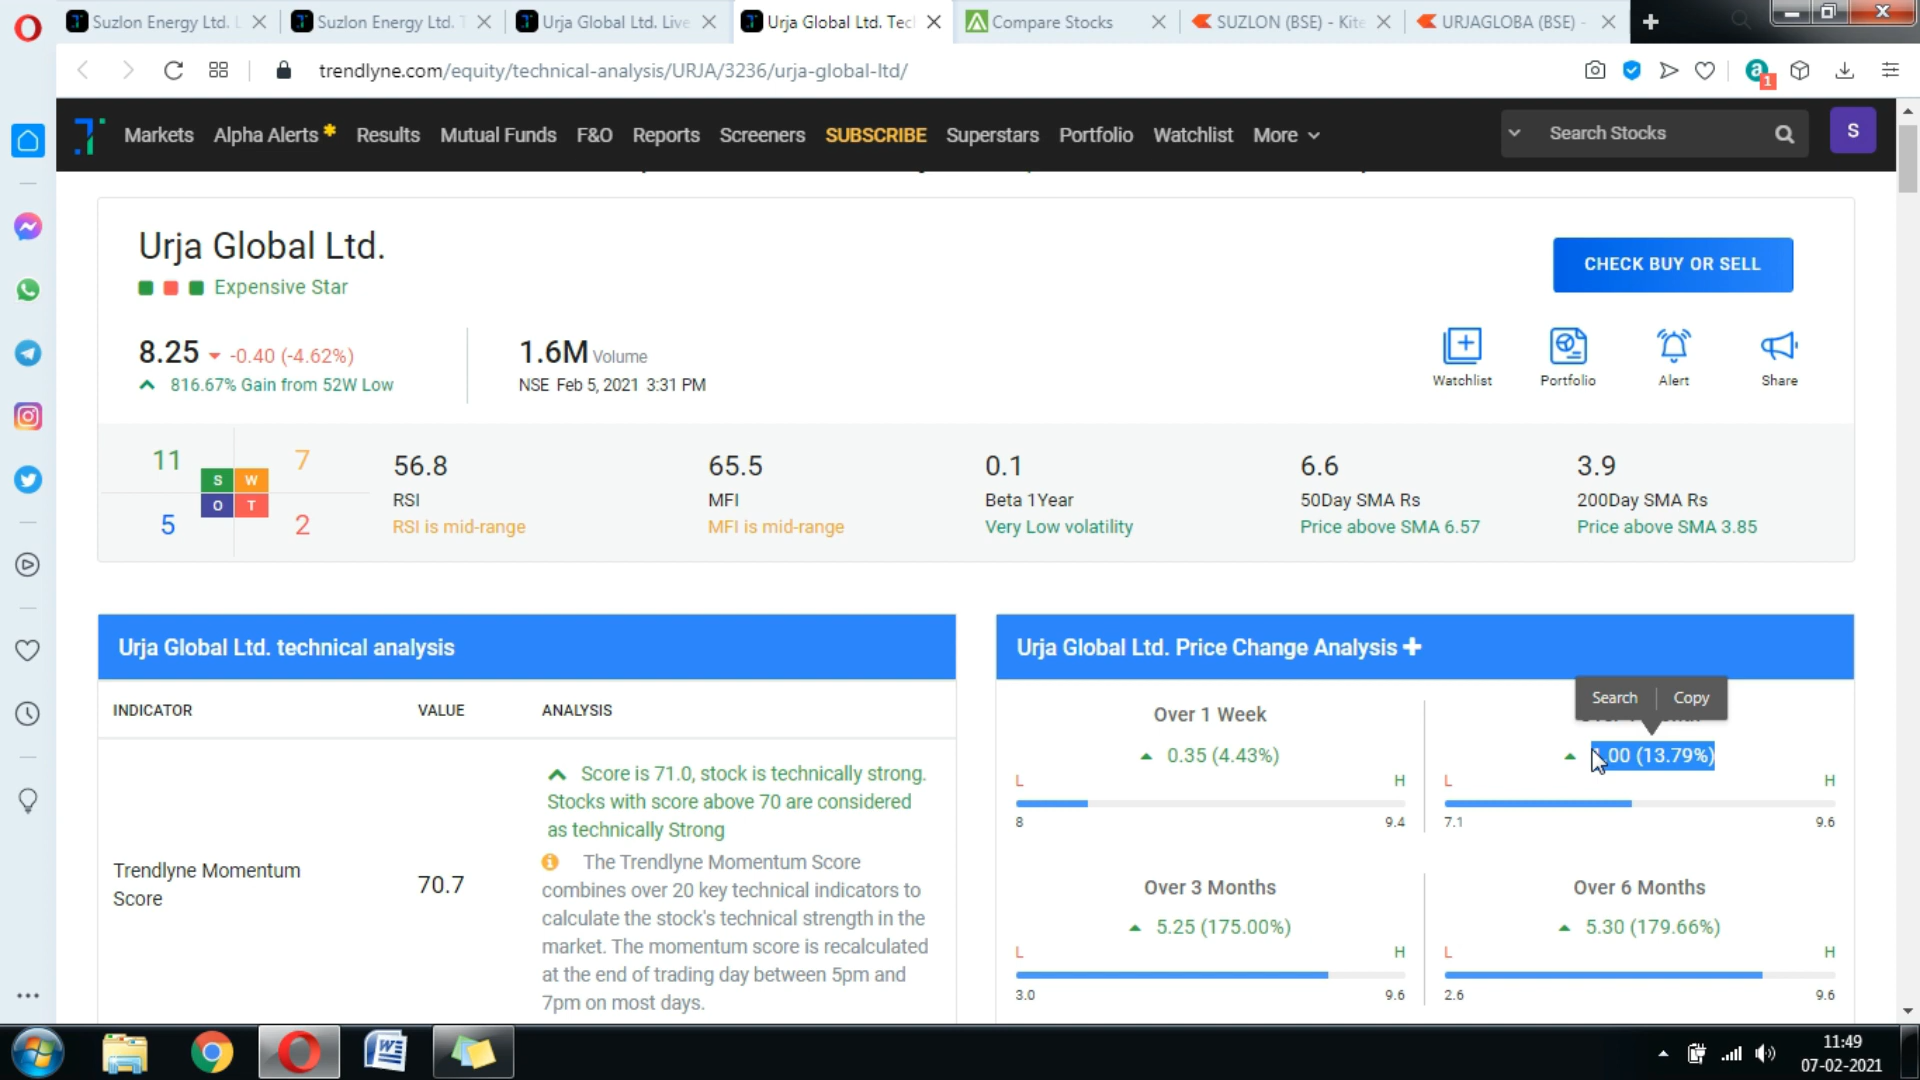 Suzlon Energy Ltd. L
Suzlon Energy Ltd. T
Urja Global Ltd. Live
Urja Global Ltd. Tecl
Compare Stocks
SUZLON (BSE) - Kite
URJAGLOBA (BSE) -
trendlyne.com/equity/technical-analysis/URJA/3236/urja-global-ltd/
a 1
Markets Alpha Alerts Results Mutual Funds F&O Reports Screeners SUBSCRIBE Superstars Portfolio Watchlist More
Search Stocks
S
Urja Global Ltd.
Expensive Star
CHECK BUY OR SELL
8.25 -0.40 (-4.62%)
816.67% Gain from 52W Low
1.6M Volume
NSE Feb 5, 2021 3:31 PM
Watchlist Portfolio Alert Share
11 7
S W
O T
5 2
56.8
RSI
RSI is mid-range
65.5
MFI
MFI is mid-range
0.1
Beta 1Year
Very Low volatility
6.6
50Day SMA Rs
Price above SMA 6.57
3.9
200Day SMA Rs
Price above SMA 3.85
Urja Global Ltd. technical analysis
INDICATOR VALUE ANALYSIS
Trendlyne Momentum
Score
70.7
Score is 71.0, stock is technically strong.
Stocks with score above 70 are considered
as technically Strong
The Trendlyne Momentum Score
combines over 20 key technical indicators to
calculate the stock's technical strength in the
market. The momentum score is recalculated
at the end of trading day between 5pm and
7pm on most days.
Urja Global Ltd. Price Change Analysis +
Over 1 Week
0.35 (4.43%)
L H
8 9.4
Search Copy
.00 (13.79%)
L H
7.1 9.6
Over 3 Months
5.25 (175.00%)
L H
3.0 9.6
Over 6 Months
5.30 (179.66%)
L H
2.6 9.6
11:49
07-02-2021